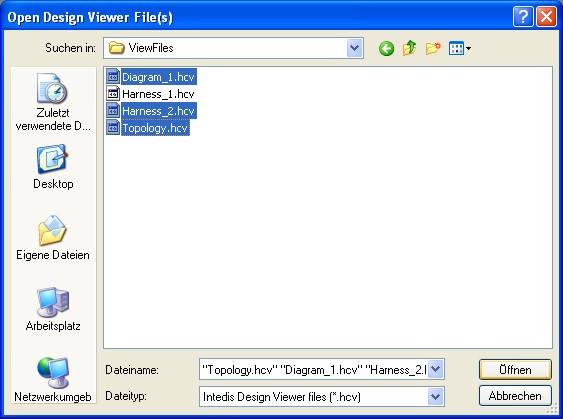 Open Design Viewer File(s)
Suchen in:
ViewFiles
Zuletzt
verwendete D...
Desktop
Eigene Dateien
Arbeitsplatz
Netzwerkumgeb
Diagram_1.hcv
Harness_1.hcv
Harness_2.hcv
Topology.hcv
Dateiname:
"Topology.hcv" "Diagram_1.hcv" "Harness_2.h
Öffnen
Dateityp:
Intedis Design Viewer files (*.hcv)
Abbrechen